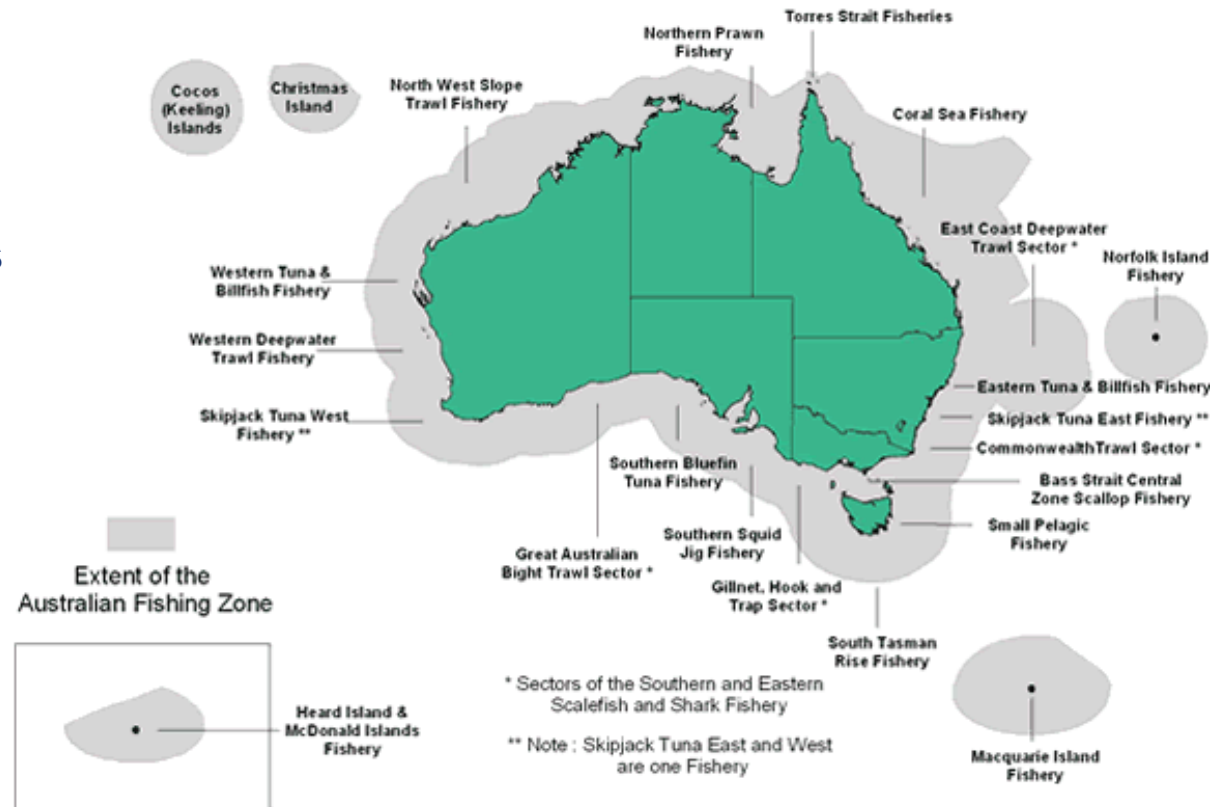 Torres Strait Fisheries
Northern Prawn
Fishery
Cocos
(Keeling)
Islands
Christmas
Island
North West Slope
Trawl Fishery
Coral Sea Fishery
East Coast Deepwater
Trawl Sector *
Norfolk Island
Fishery
Western Tuna &
Billfish Fishery
Western Deepwater
Trawl Fishery
Skipjack Tuna West
Fishery **
Eastern Tuna & Billfish Fishery
Skipjack Tuna East Fishery **
CommonwealthTrawl Sector *
Bass Strait Central
Zone Scallop Fishery
Small Pelagic
Fishery
Southern Bluefin
Tuna Fishery
Southern Squid
Jig Fishery
Great Australian
Bight Trawl Sector *
Gillnet, Hook and
Trap Sector *
South Tasman
Rise Fishery
Extent of the
Australian Fishing Zone
Heard Island &
McDonald Islands
Fishery
* Sectors of the Southern and Eastern
Scalefish and Shark Fishery
** Note : Skipjack Tuna East and West
are one Fishery
Macquarie Island
Fishery